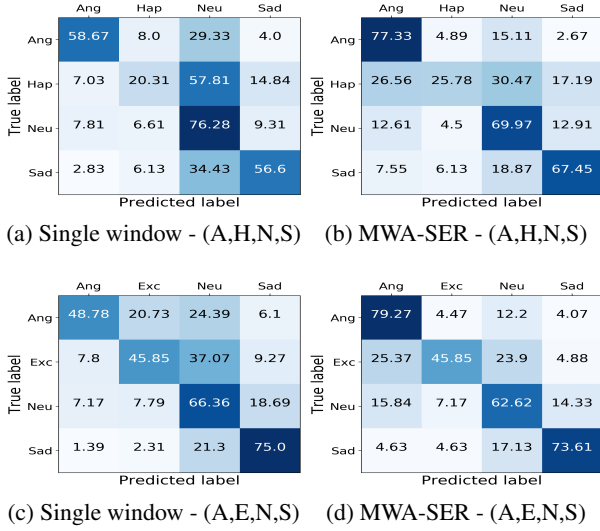 Ang Hap Neu Sad
Ang 58.67 8.0 29.33 4.0
Hap 7.03 20.31 57.81 14.84
Neu 7.81 6.61 76.28 9.31
Sad 2.83 6.13 34.43 56.6
True label
Predicted label
(a) Single window - (A,H,N,S)
Ang Hap Neu Sad
Ang 77.33 4.89 15.11 2.67
Hap 26.56 25.78 30.47 17.19
Neu 12.61 4.5 69.97 12.91
Sad 7.55 6.13 18.87 67.45
True label
Predicted label
(b) MWA-SER - (A,H,N,S)
Ang Exc Neu Sad
Ang 48.78 20.73 24.39 6.1
Exc 7.8 45.85 37.07 9.27
Neu 7.17 7.79 66.36 18.69
Sad 1.39 2.31 21.3 75.0
True label
Predicted label
(c) Single window - (A,E,N,S)
Ang Exc Neu Sad
Ang 79.27 4.47 12.2 4.07
Exc 25.37 45.85 23.9 4.88
Neu 15.84 7.17 62.62 14.33
Sad 4.63 4.63 17.13 73.61
True label
Predicted label
(d) MWA-SER - (A,E,N,S)